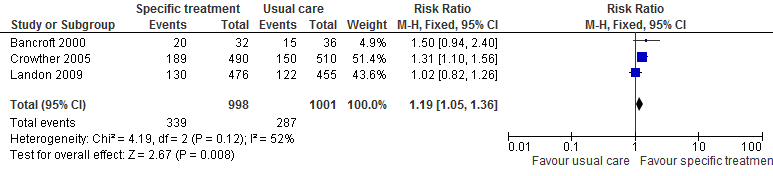 Specific treatment Usual care Risk Ratio Risk Ratio
Study or Subgroup Events Total Events Total Weight M-H, Fixed, 95% CI M-H, Fixed, 95% CI
Bancroft 2000 20 32 15 36 4.9% 1.50 [0.94, 2.40]
Crowther 2005 189 490 150 510 51.4% 1.31 [1.10, 1.56]
Landon 2009 130 476 122 455 43.6% 1.02 [0.82, 1.26]
Total (95% CI) 998 1001 100.0% 1.19 [1.05, 1.36]
Total events 339 287
Heterogeneity: Chi² = 4.19, df = 2 (P = 0.12); I² = 52%
Test for overall effect: Z = 2.67 (P = 0.008)
0.01 0.1 1 10 100
Favour usual care Favour specific treatmen